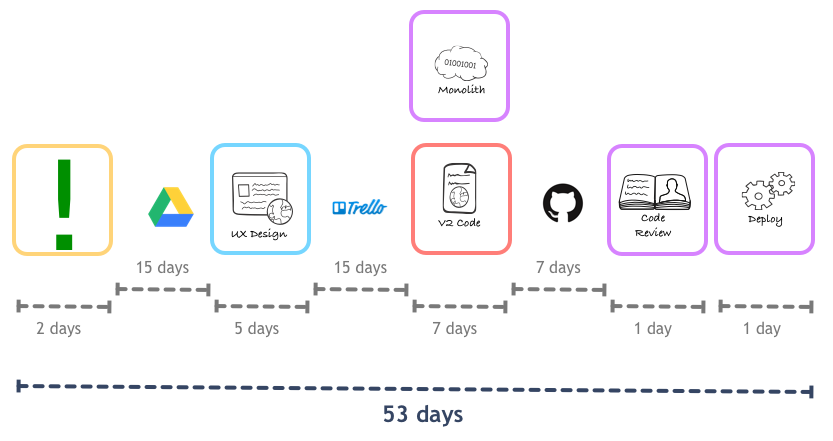 01001001
Monolith
!
UX Design
Trello
V2 Code
Code
Review
Deploy
15 days
15 days
7 days
2 days
5 days
7 days
1 day
1 day
53 days